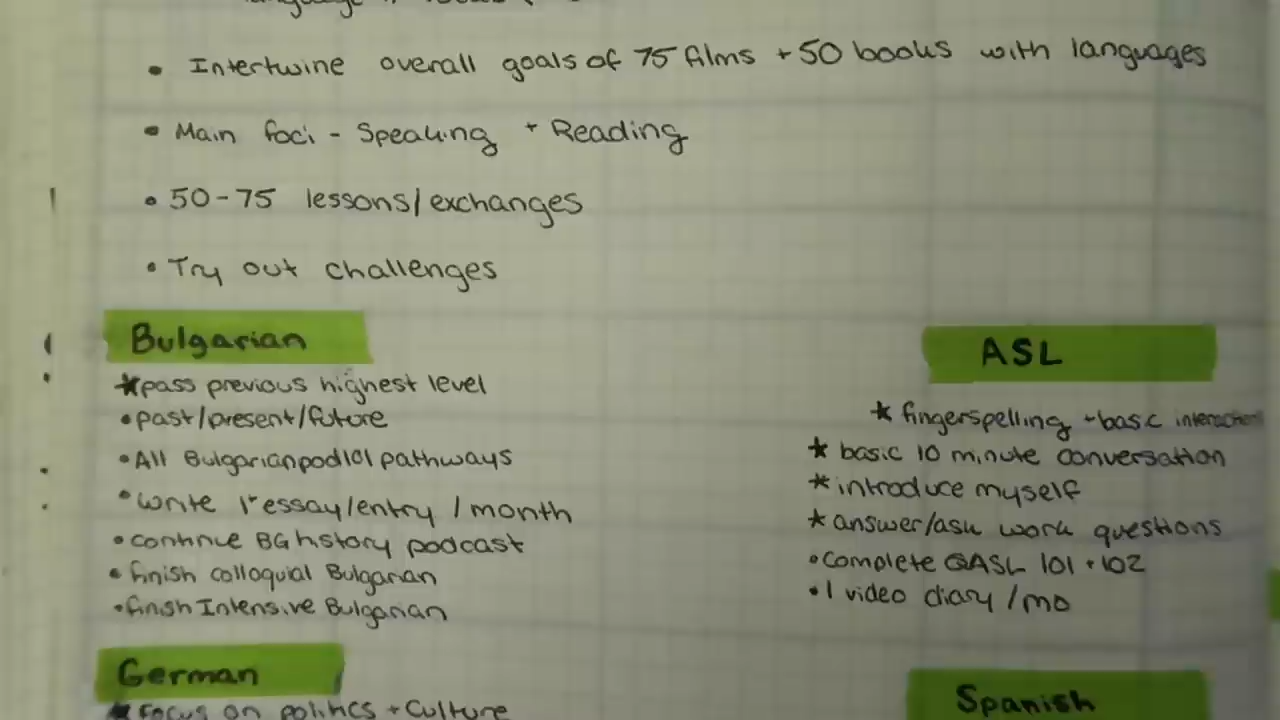 • Intertwine overall goals of 75 films + 50 books with languages
• Main foci - Speaking + Reading
• 50-75 lessons/exchanges
• Try out challenges
Bulgarian
★pass previous highest level
•past/present/future
•All Bulgarianpod101 pathways
•write 1+ essay/entry /month
•continue BG history podcast
•finish colloquial Bulgarian
•finish Intensive Bulgarian
ASL
★ fingerspelling + basic interactions
★ basic 10 minute conversation
★ introduce myself
★ answer/ask work questions
•Complete 101 + 102
•1 video diary /mo
German
★ Focus on politics + Culture
Spanish